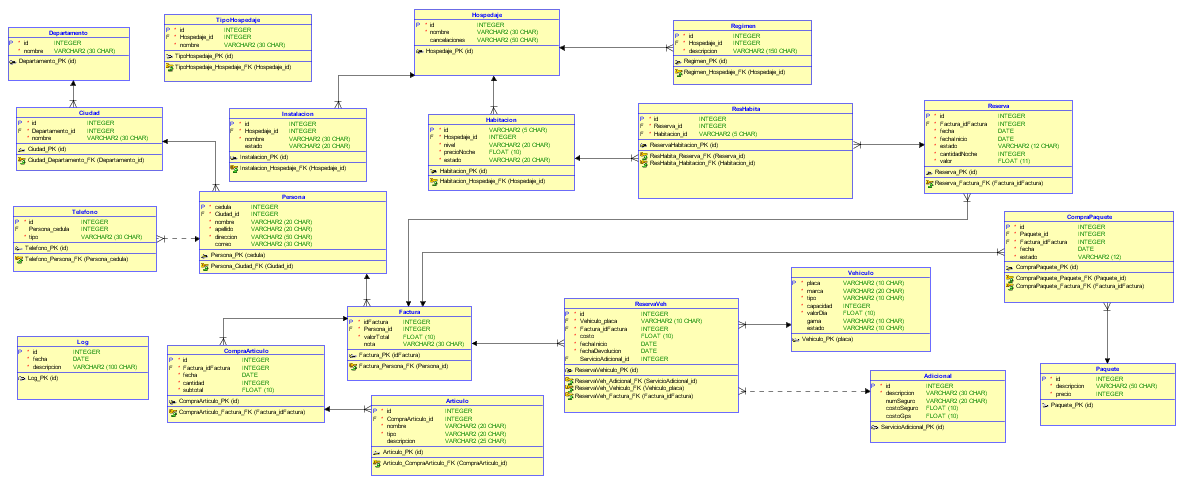 Departamento
P * id INTEGER
* nombre VARCHAR2 (30 CHAR)
Departamento_PK (id)
TipoHospedaje
P * id INTEGER
F * Hospedaje_id INTEGER
* nombre VARCHAR2 (30 CHAR)
TipoHospedaje_PK (id)
TipoHospedaje_Hospedaje_FK (Hospedaje_id)
Hospedaje
P * id INTEGER
* nombre VARCHAR2 (30 CHAR)
cancelaciones VARCHAR2 (50 CHAR)
Hospedaje_PK (id)
Regimen
P * id INTEGER
F * Hospedaje_id INTEGER
* descripcion VARCHAR2 (150 CHAR)
Regimen_PK (id)
Regimen_Hospedaje_FK (Hospedaje_id)
Ciudad
P * id INTEGER
F * Departamento_id INTEGER
* nombre VARCHAR2 (30 CHAR)
Ciudad_PK (id)
Ciudad_Departamento_FK (Departamento_id)
Instalacion
P * id INTEGER
F * Hospedaje_id INTEGER
* nombre VARCHAR2 (30 CHAR)
estado VARCHAR2 (20 CHAR)
Instalacion_PK (id)
Instalacion_Hospedaje_FK (Hospedaje_id)
Habitacion
P * id VARCHAR2 (5 CHAR)
F * Hospedaje_id INTEGER
* nivel VARCHAR2 (20 CHAR)
* precioNoche FLOAT (10)
* estado VARCHAR2 (20 CHAR)
Habitacion_PK (id)
Habitacion_Hospedaje_FK (Hospedaje_id)
ResHabita
P * id INTEGER
F * Reserva_id INTEGER
F * Habitacion_id VARCHAR2 (5 CHAR)
ReservaHabitacion_PK (id)
ResHabita_Reserva_FK (Reserva_id)
ResHabita_Habitacion_FK (Habitacion_id)
Reserva
P * id INTEGER
F * Factura_idFactura INTEGER
* fecha DATE
* fechaInicio DATE
* estado VARCHAR2 (12 CHAR)
* cantidadNoche INTEGER
* valor FLOAT (11)
Reserva_PK (id)
Reserva_Factura_FK (Factura_idFactura)
Persona
P * cedula INTEGER
F * Ciudad_id INTEGER
* nombre VARCHAR2 (20 CHAR)
* apellido VARCHAR2 (20 CHAR)
* direccion VARCHAR2 (50 CHAR)
correo VARCHAR2 (30 CHAR)
Persona_PK (cedula)
Persona_Ciudad_FK (Ciudad_id)
Telefono
P * id INTEGER
F Persona_cedula INTEGER
* tipo VARCHAR2 (30 CHAR)
Telefono_PK (id)
Telefono_Persona_FK (Persona_cedula)
CompraPaquete
P * id INTEGER
F * Paquete_id INTEGER
F * Factura_idFactura INTEGER
* fecha DATE
* estado VARCHAR2 (12)
CompraPaquete_PK (id)
CompraPaquete_Paquete_FK (Paquete_id)
CompraPaquete_Factura_FK (Factura_idFactura)
Vehiculo
P * placa VARCHAR2 (10 CHAR)
* marca VARCHAR2 (20 CHAR)
* tipo VARCHAR2 (10 CHAR)
* capacidad INTEGER
* valorDia FLOAT (10)
gama VARCHAR2 (10 CHAR)
estado VARCHAR2 (10 CHAR)
Vehiculo_PK (placa)
Factura
P * idFactura INTEGER
F * Persona_id INTEGER
* valorTotal FLOAT (10)
nota VARCHAR2 (30 CHAR)
Factura_PK (idFactura)
Factura_Persona_FK (Persona_id)
ReservaVeh
P * id INTEGER
F * Vehiculo_placa VARCHAR2 (10 CHAR)
F * Factura_idFactura INTEGER
* costo FLOAT (10)
* fechaInicio DATE
* fechaDevolucion DATE
F ServicioAdicional_id INTEGER
ReservaVehiculo_PK (id)
ReservaVeh_Adicional_FK (ServicioAdicional_id)
ReservaVeh_Vehiculo_FK (Vehiculo_placa)
ReservaVeh_Factura_FK (Factura_idFactura)
Log
P * id INTEGER
* fecha DATE
* descripcion VARCHAR2 (100 CHAR)
Log_PK (id)
CompraArticulo
P * id INTEGER
F * Factura_idFactura INTEGER
* fecha DATE
* cantidad INTEGER
* subtotal FLOAT (10)
CompraArticulo_PK (id)
CompraArticulo_Factura_FK (Factura_idFactura)
Articulo
P * id INTEGER
F * CompraArticulo_id INTEGER
* nombre VARCHAR2 (20 CHAR)
* tipo VARCHAR2 (20 CHAR)
descripcion VARCHAR2 (25 CHAR)
Articulo_PK (id)
Articulo_CompraArticulo_FK (CompraArticulo_id)
Adicional
P * id INTEGER
* descripcion VARCHAR2 (30 CHAR)
numSeguro VARCHAR2 (20 CHAR)
costoSeguro FLOAT (10)
costoGps FLOAT (10)
ServicioAdicional_PK (id)
Paquete
P * id INTEGER
* descripcion VARCHAR2 (50 CHAR)
* precio INTEGER
Paquete_PK (id)